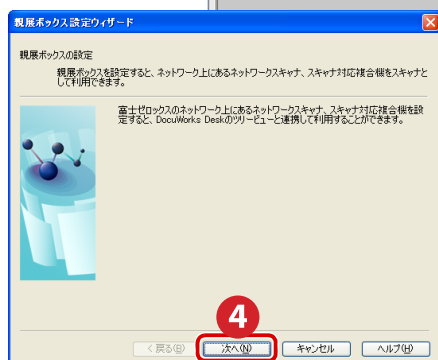 親展ボックス設定ウィザード
親展ボックスの設定
親展ボックスを設定すると、ネットワーク上にあるネットワークスキャナ、スキャナ対応複合機をスキャナと
して利用できます。
富士ゼロックスのネットワーク上にあるネットワークスキャナ、スキャナ対応複合機を設
定すると、DocuWorks Deskのツリービューと連携して利用することができます。
4
< 戻る(B)
次へ(N)
キャンセル
ヘルプ(H)